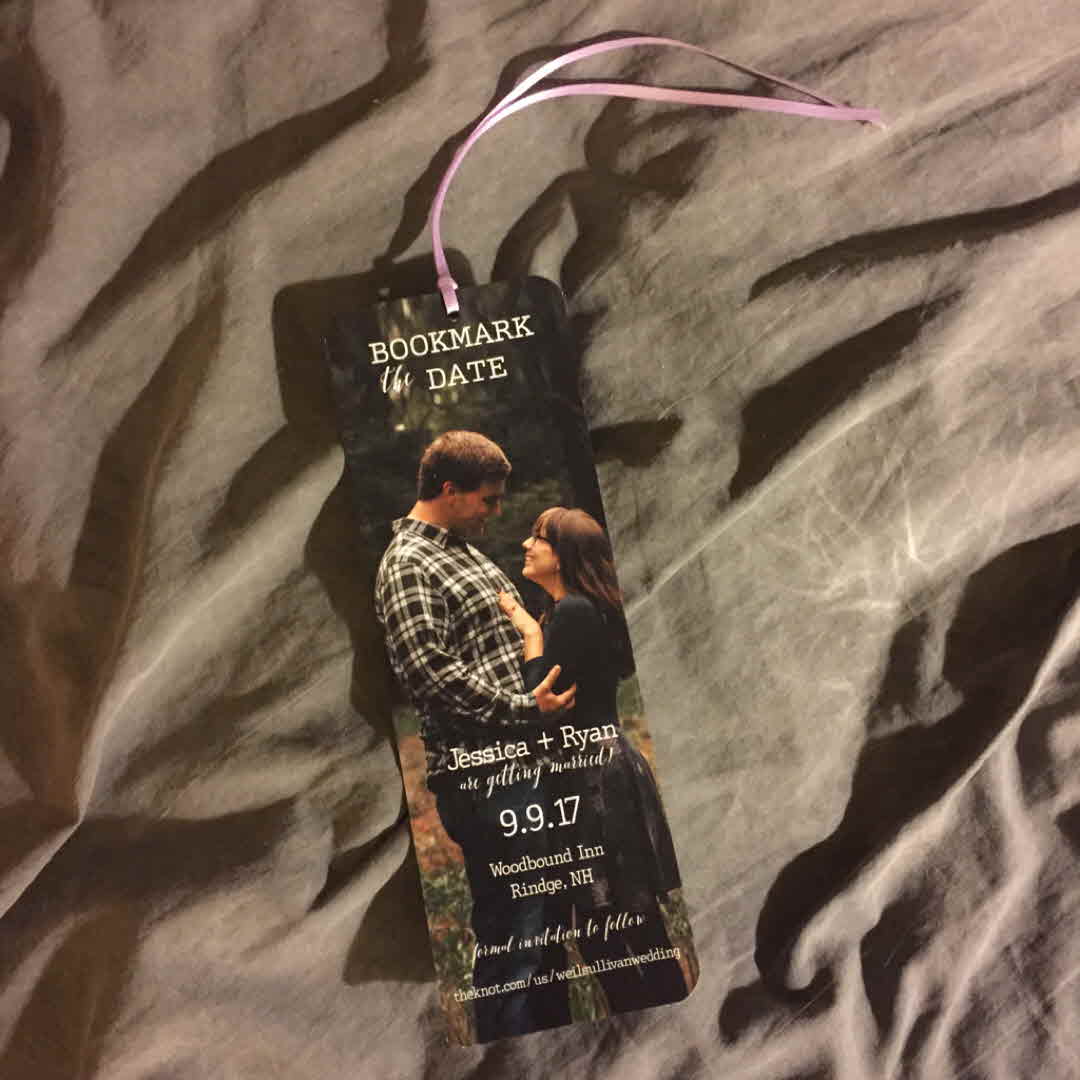 BOOKMARK
the DATE
Jessica + Ryan
are getting married!
9.9.17
Woodbound Inn
Rindge, NH
formal invitation to follow
theknot.com/us/weilsullivanwedding